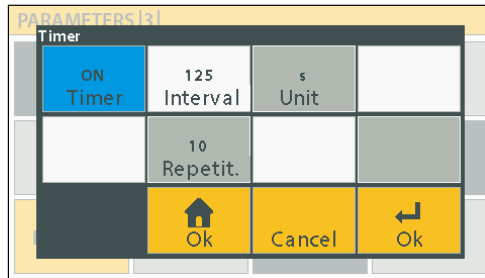 PARAMETERS|3|
Timer
ON
Timer
125
Interval
s
Unit
10
Repetit.
Ok
Cancel
Ok